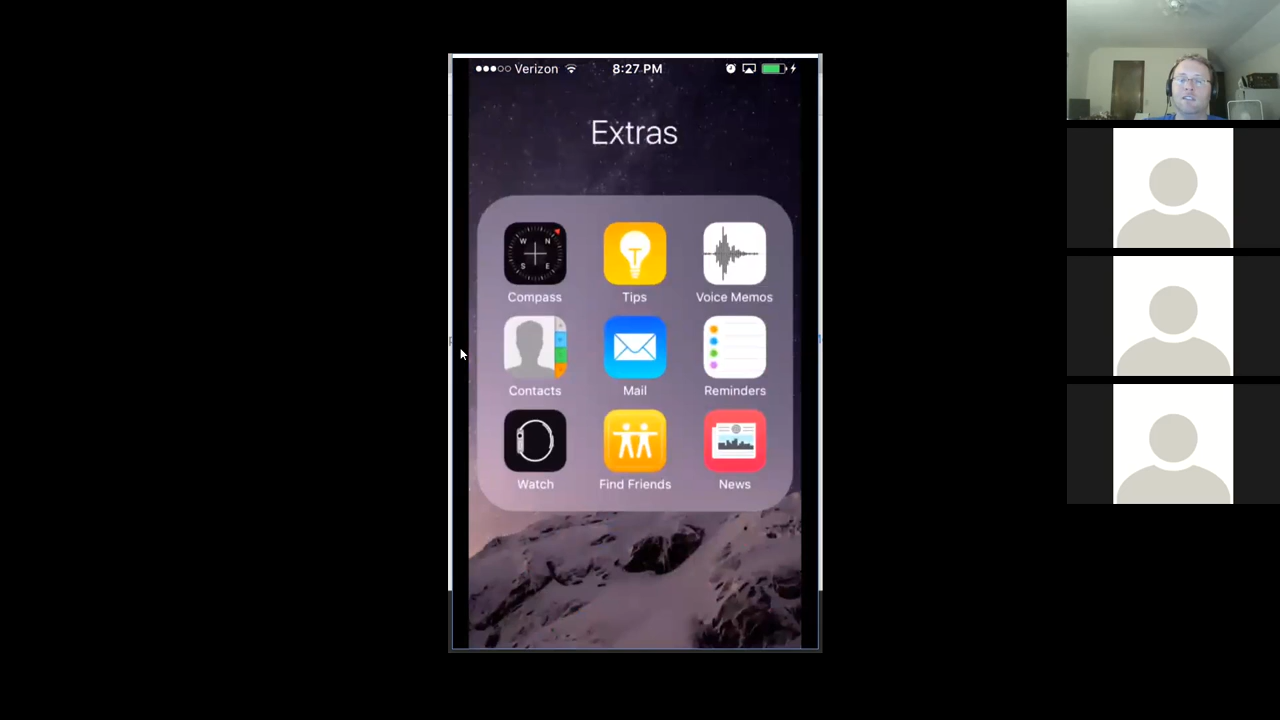 Verizon 8:27 PM
Extras
W N
S E
Compass Tips Voice Memos
Contacts Mail Reminders
Watch Find Friends News